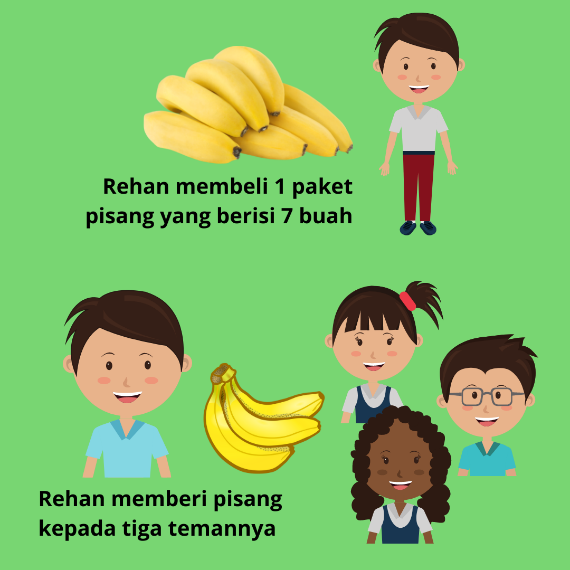 Rehan membeli 1 paket
pisang yang berisi 7 buah
Rehan memberi pisang
kepada tiga temannya